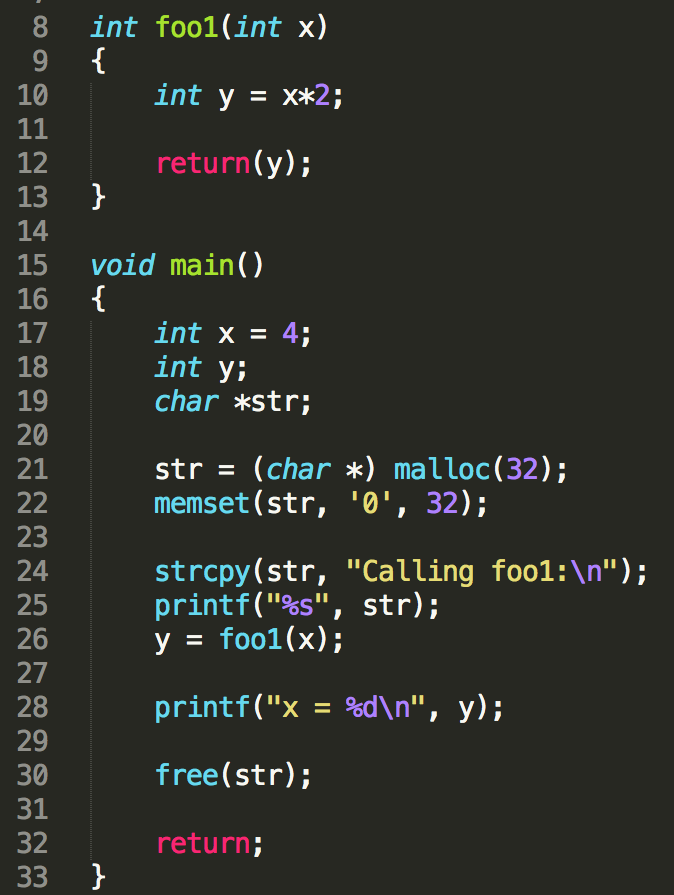 8 int foo1(int x)
9 {
10 int y = x*2;
11
12 return(y);
13 }
14
15 void main()
16 {
17 int x = 4;
18 int y;
19 char *str;
20
21 str = (char *) malloc(32);
22 memset(str, '0', 32);
23
24 strcpy(str, "Calling foo1:\n");
25 printf("%s", str);
26 y = foo1(x);
27
28 printf("x = %d\n", y);
29
30 free(str);
31
32 return;
33 }